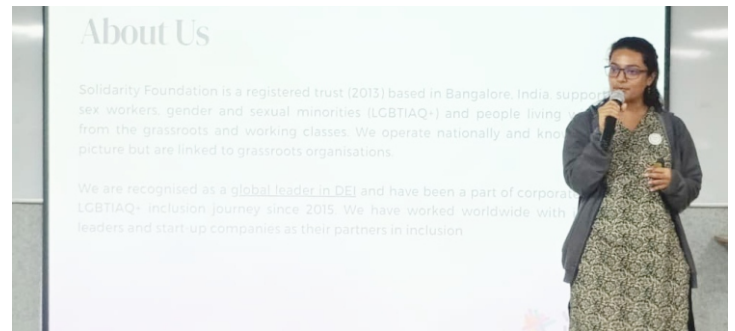 About Us
Solidarity Foundation is a registered trust (2013) based in Bangalore, India, support
sex workers, gender and sexual minorities (LGBTIAQ+) and people living
from the grassroots and working classes. We operate nationally and
picture but are linked to grassroots organisations.
We are recognised as a global leader in DEI and have been a part of
LGBTIAQ+ inclusion journey since 2015. We have worked worldwide with
leaders and start-up companies as their partners in inclusion